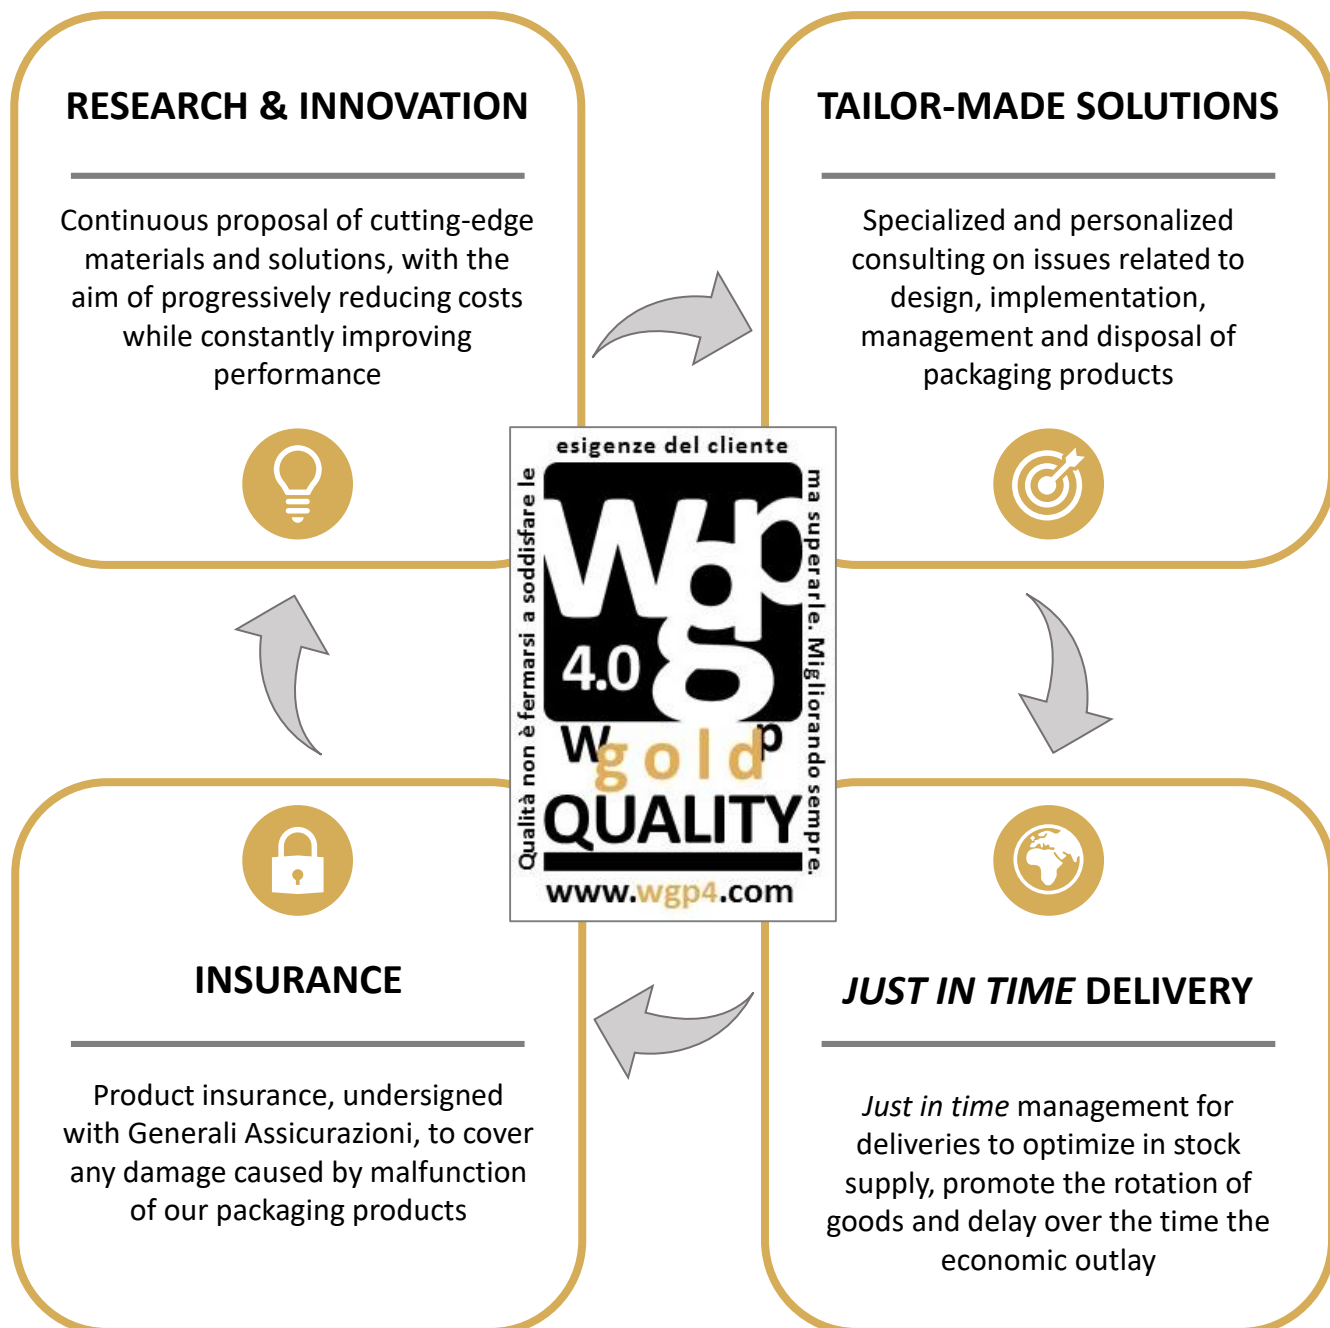 RESEARCH & INNOVATION
Continuous proposal of cutting-edge
materials and solutions, with the
aim of progressively reducing costs
while constantly improving
performance
TAILOR-MADE SOLUTIONS
Specialized and personalized
consulting on issues related to
design, implementation,
management and disposal of
packaging products
Qualità non è fermarsi a soddisfare le
esigenze del cliente
ma superarle. Migliorando sempre.
wgp
4.0
w gold p
QUALITY
www.wgp4.com
INSURANCE
Product insurance, undersigned
with Generali Assicurazioni, to cover
any damage caused by malfunction
of our packaging products
JUST IN TIME DELIVERY
Just in time management for
deliveries to optimize in stock
supply, promote the rotation of
goods and delay over the time the
economic outlay